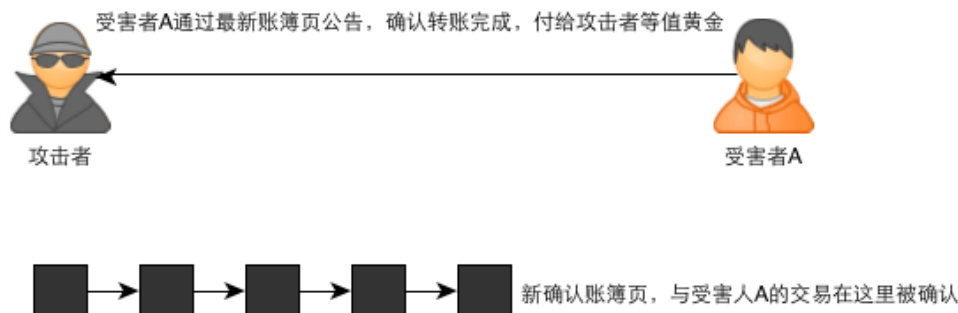 受害者A通过最新账簿页公告，确认转账完成，付给攻击者等值黄金
攻击者
受害者A
新确认账簿页，与受害人A的交易在这里被确认